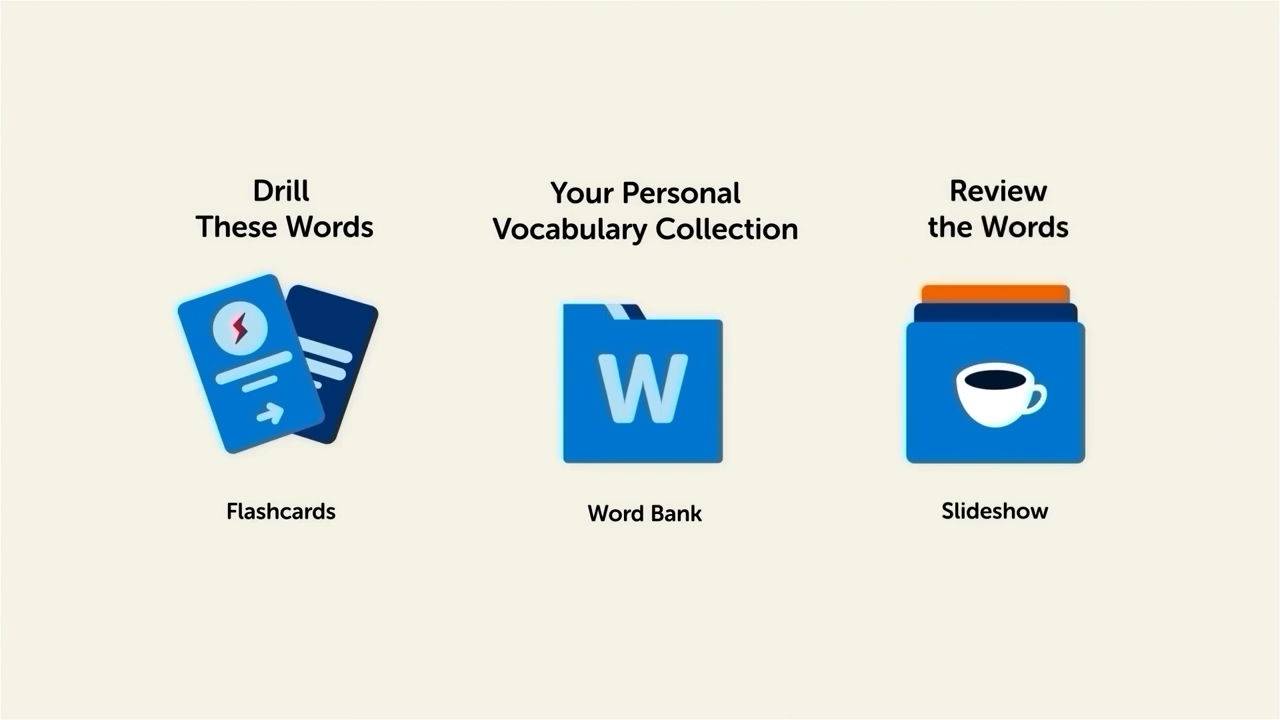 Drill
These Words
Your Personal
Vocabulary Collection
Review
the Words
W
Flashcards
Word Bank
Slideshow